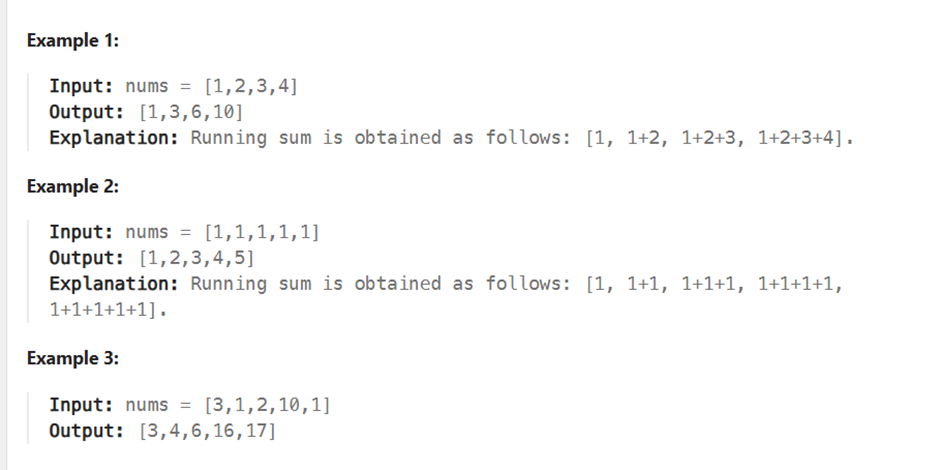 Example 1:
Input: nums = [1,2,3,4]
Output: [1,3,6,10]
Explanation: Running sum is obtained as follows: [1, 1+2, 1+2+3, 1+2+3+4].
Example 2:
Input: nums = [1,1,1,1,1]
Output: [1,2,3,4,5]
Explanation: Running sum is obtained as follows: [1, 1+1, 1+1+1, 1+1+1+1,
1+1+1+1+1].
Example 3:
Input: nums = [3,1,2,10,1]
Output: [3,4,6,16,17]